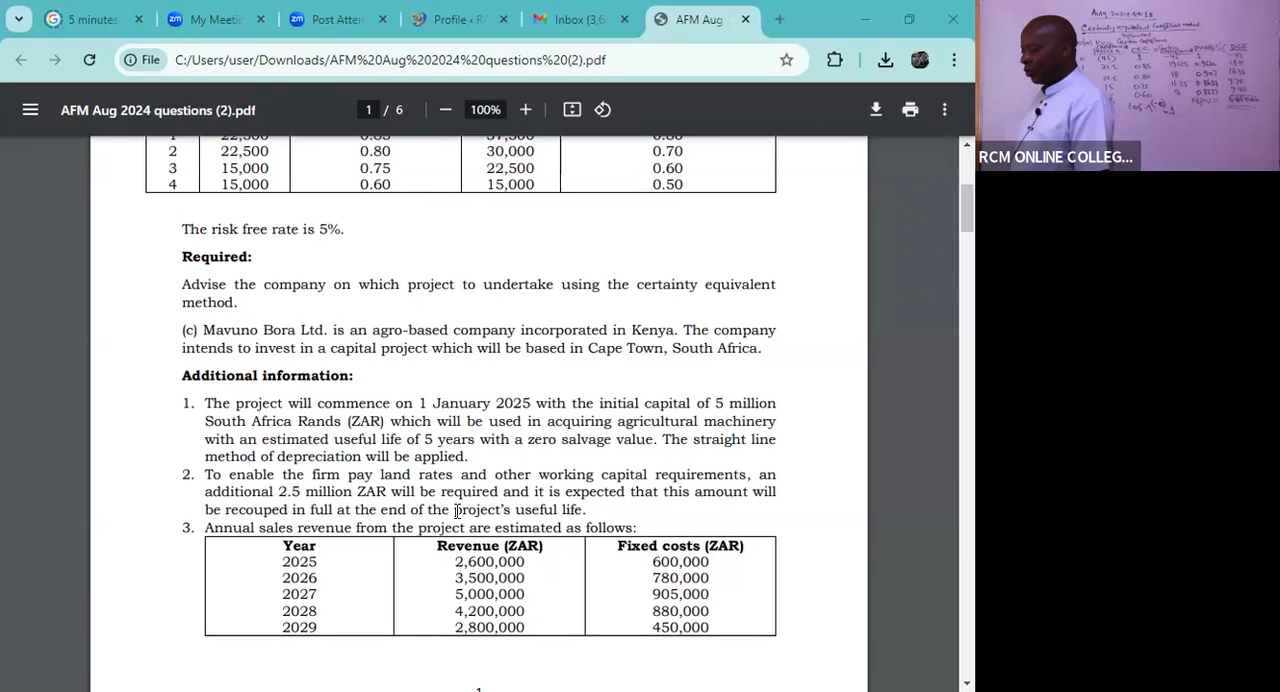 5 minutes
My Meeti
Post Atten
Profile ‹ R
Inbox (3,6
AFM Aug
File
C:/Users/user/Downloads/AFM%20Aug%202024%20questions%20(2).pdf
AFM Aug 2024 questions (2).pdf
1 / 6
100%
2 22,500 0.80 30,000 0.70
3 15,000 0.75 22,500 0.60
4 15,000 0.60 15,000 0.50
The risk free rate is 5%.
Required:
Advise the company on which project to undertake using the certainty equivalent
method.
(c) Mavuno Bora Ltd. is an agro-based company incorporated in Kenya. The company
intends to invest in a capital project which will be based in Cape Town, South Africa.
Additional information:
1. The project will commence on 1 January 2025 with the initial capital of 5 million
South Africa Rands (ZAR) which will be used in acquiring agricultural machinery
with an estimated useful life of 5 years with a zero salvage value. The straight line
method of depreciation will be applied.
2. To enable the firm pay land rates and other working capital requirements, an
additional 2.5 million ZAR will be required and it is expected that this amount will
be recouped in full at the end of the project's useful life.
3. Annual sales revenue from the project are estimated as follows:
Year Revenue (ZAR) Fixed costs (ZAR)
2025 2,600,000 600,000
2026 3,500,000 780,000
2027 5,000,000 905,000
2028 4,200,000 880,000
2029 2,800,000 450,000
RCM ONLINE COLLEG...
Certainty equivalent Coefficient method